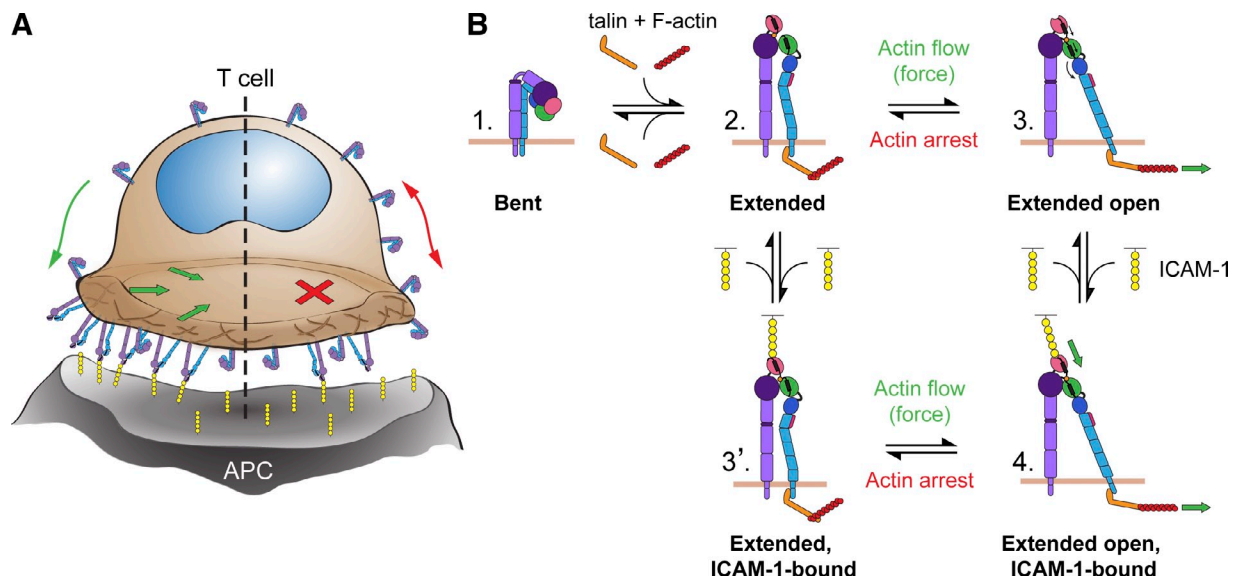 A
T cell
APC
B
talin + F-actin
1.
Bent
2.
Extended
Actin flow
(force)
Actin arrest
3.
Extended open
ICAM-1
3’.
Extended,
ICAM-1-bound
Actin flow
(force)
Actin arrest
4.
Extended open,
ICAM-1-bound